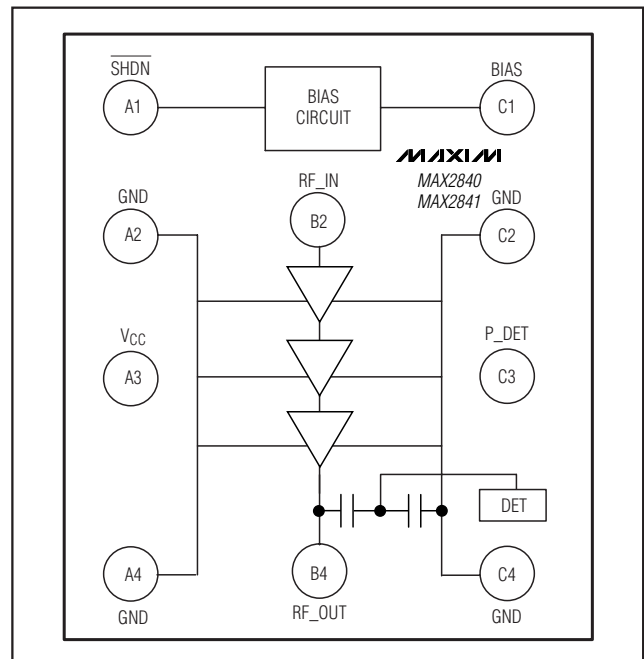 SHDN
BIAS
A1
BIAS
CIRCUIT
C1
MAXIM
MAX2840
MAX2841
GND
RF_IN
GND
A2
B2
C2
VCC
P_DET
A3
C3
DET
A4
B4
C4
GND
RF_OUT
GND